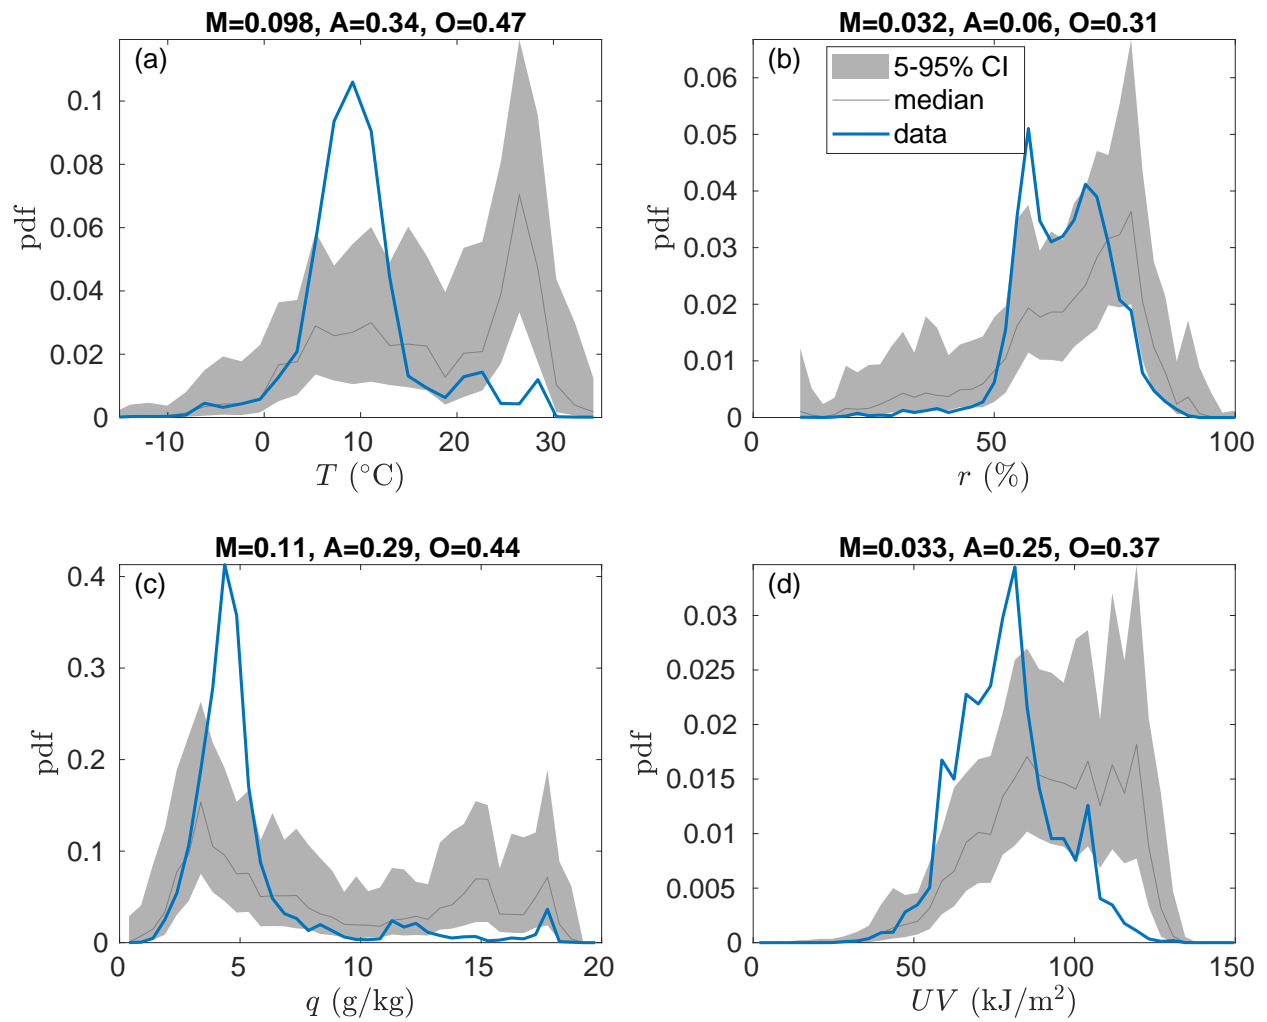 M=0.098, A=0.34, O=0.47
(a)
pdf
0.1
0.08
0.06
0.04
0.02
0
-10 0 10 20 30
T (°C)
M=0.032, A=0.06, O=0.31
(b)
5-95% CI
median
data
pdf
0.06
0.05
0.04
0.03
0.02
0.01
0
0 50 100
r (%)
M=0.11, A=0.29, O=0.44
(c)
pdf
0.4
0.3
0.2
0.1
0
0 5 10 15 20
q (g/kg)
M=0.033, A=0.25, O=0.37
(d)
pdf
0.03
0.025
0.02
0.015
0.01
0.005
0
0 50 100 150
UV (kJ/m²)